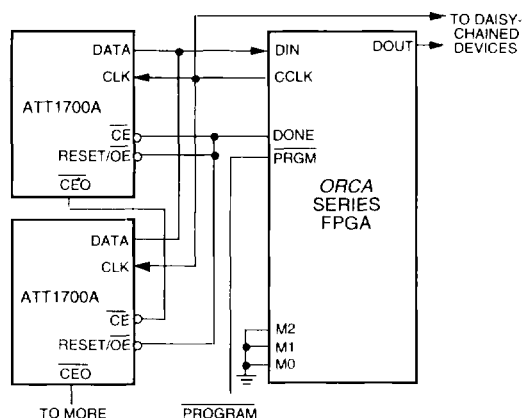 DATA
CLK
ATT1700A
CE
RESET/OE
CEO
DATA
CLK
ATT1700A
CE
RESET/OE
CEO
TO MORE
DIN
CCLK
DONE
PRGM
DOUT
ORCA
SERIES
FPGA
M2
M1
M0
PROGRAM
TO DAISY-
CHAINED
DEVICES